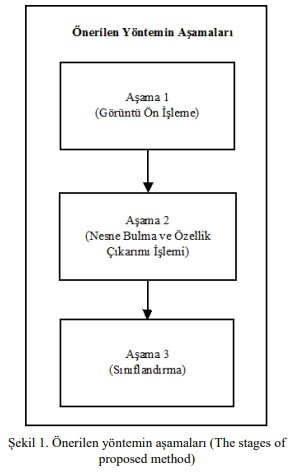 Önerilen Yöntemin Aşamaları
Aşama 1
(Görüntü Ön İşleme)
Aşama 2
(Nesne Bulma ve Özellik
Çıkarımı İşlemi)
Aşama 3
(Sınıflandırma)
Şekil 1. Önerilen yöntemin aşamaları (The stages of
proposed method)